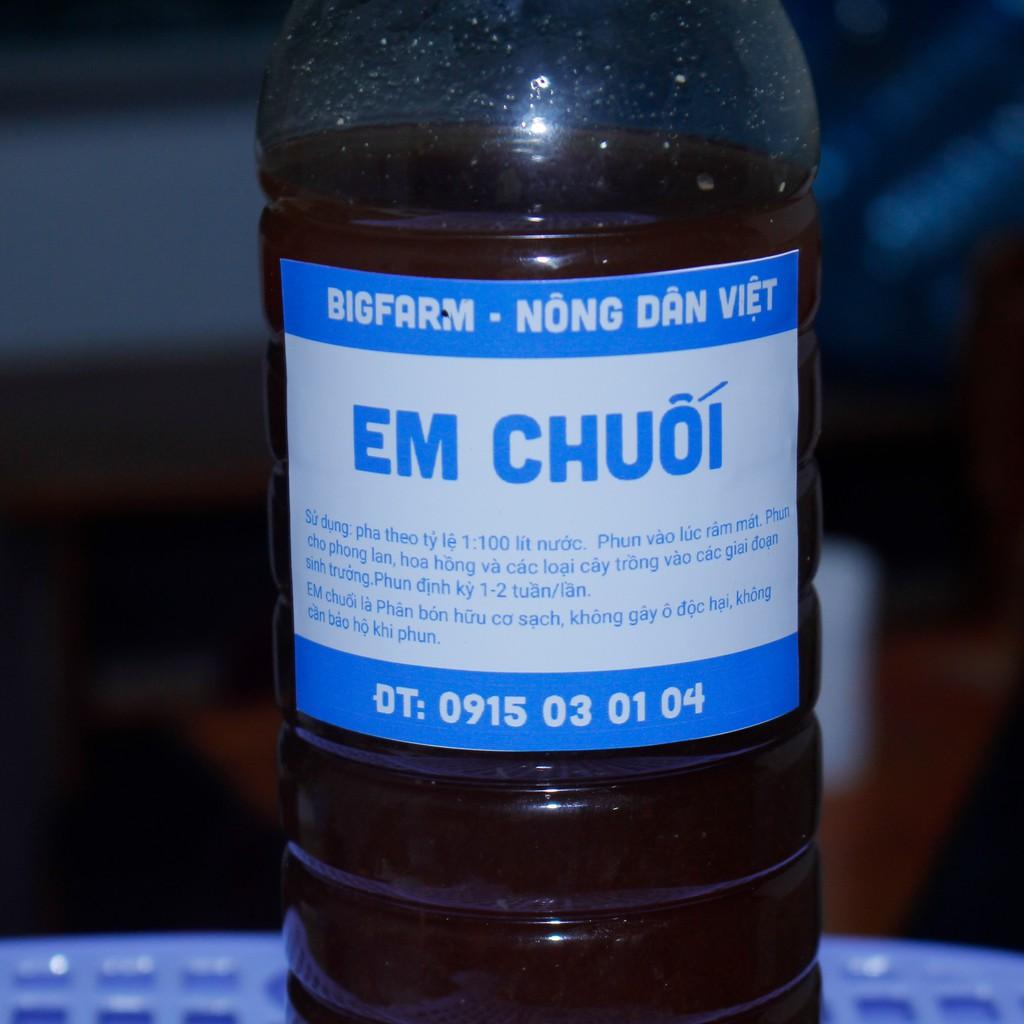 BIGFARM - NÔNG DÂN VIỆT
EM CHUỐI
Sử dụng: pha theo tỷ lệ 1:100 lít nước. Phun vào lúc râm mát. Phun
cho phong lan, hoa hồng và các loại cây trồng vào các giai đoạn
sinh trưởng.Phun định kỳ 1-2 tuần/lần.
EM chuối là Phân bón hữu cơ sạch, không gây ô độc hại, không
cần bảo hộ khi phun.
ĐT: 0915 03 01 04